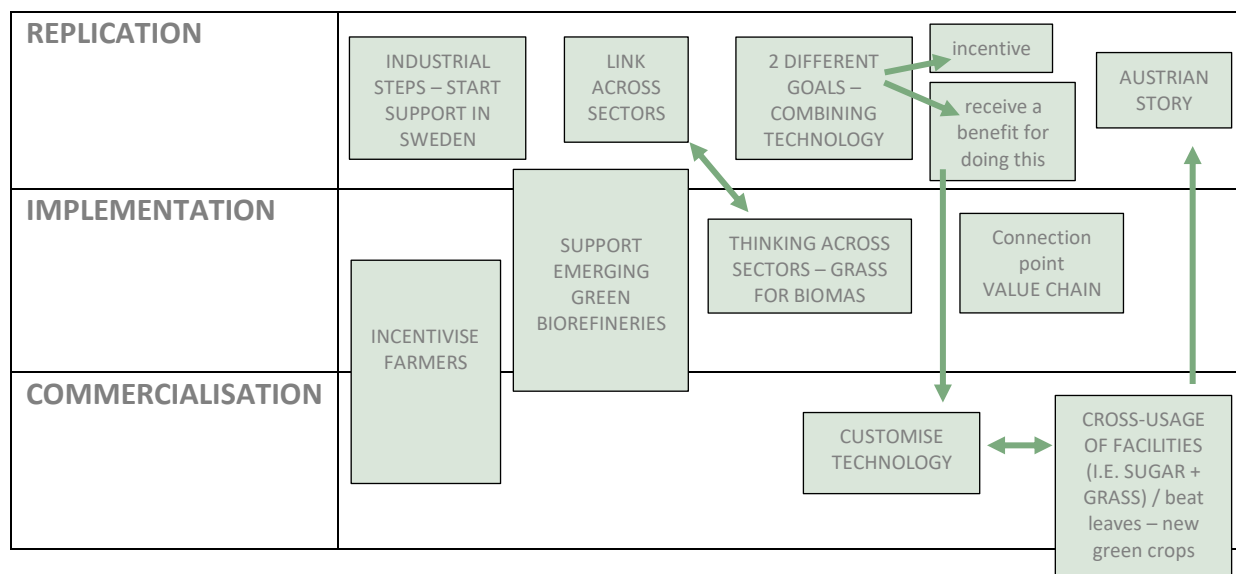 REPLICATION
INDUSTRIAL
STEPS – START
SUPPORT IN
SWEDEN
LINK
ACROSS
SECTORS
2 DIFFERENT
GOALS –
COMBINING
TECHNOLOGY
incentive
receive a
benefit for
doing this
AUSTRIAN
STORY
IMPLEMENTATION
INCENTIVISE
FARMERS
SUPPORT
EMERGING
GREEN
BIOREFINERIES
THINKING ACROSS
SECTORS – GRASS
FOR BIOMAS
Connection
point
VALUE CHAIN
COMMERCIALISATION
CUSTOMISE
TECHNOLOGY
CROSS-USAGE
OF FACILITIES
(I.E. SUGAR +
GRASS) / beat
leaves – new
green crops